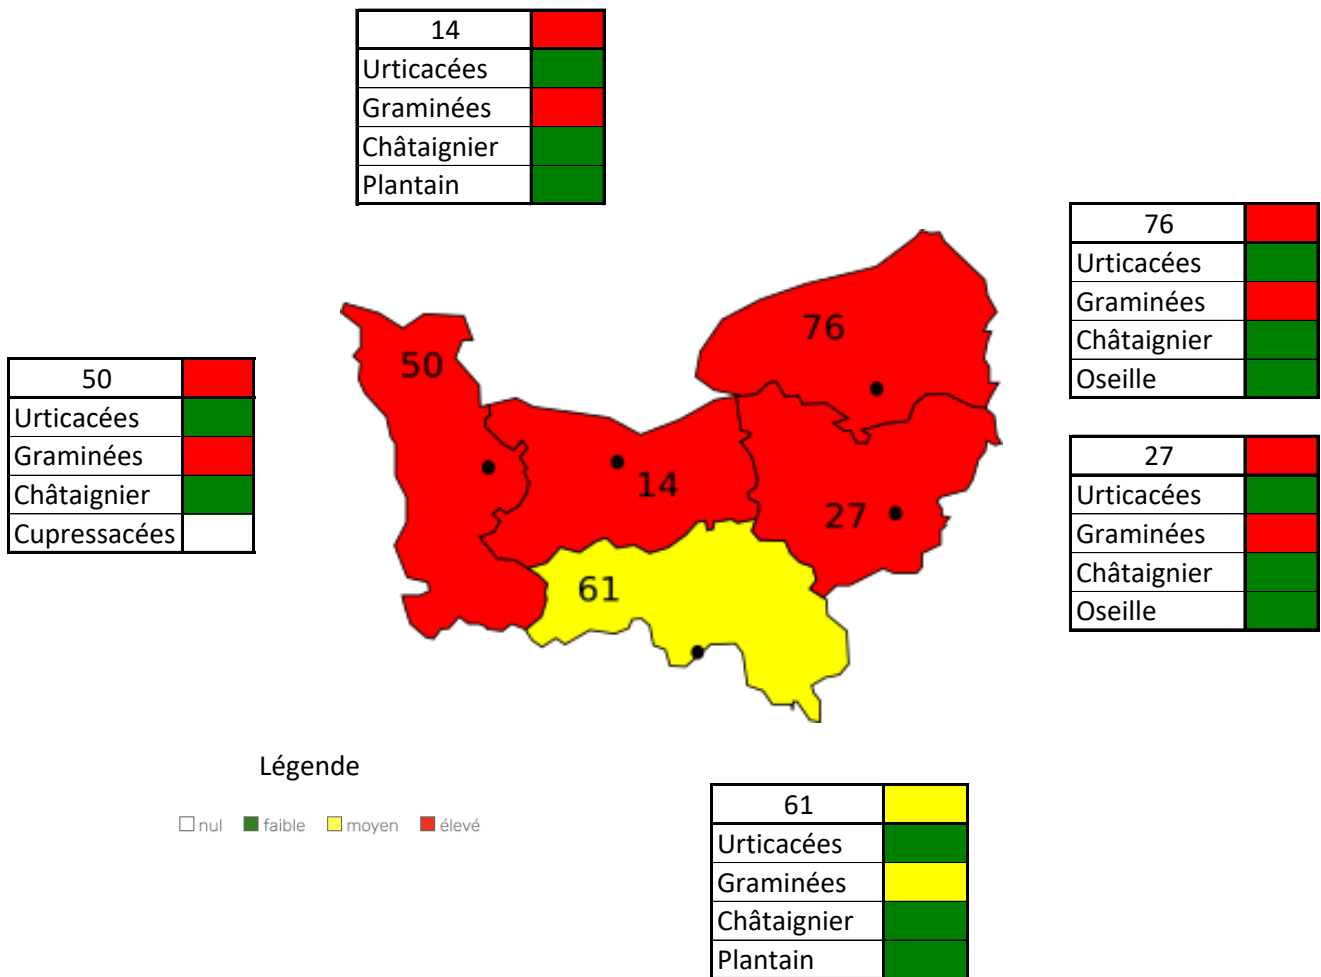 14
Urticacées
Graminées
Châtaignier
Plantain
76
Urticacées
Graminées
Châtaignier
Oseille
50
Urticacées
Graminées
Châtaignier
Cupressacées
27
Urticacées
Graminées
Châtaignier
Oseille
76
50
14
27
61
Légende
nul faible moyen élevé
61
Urticacées
Graminées
Châtaignier
Plantain